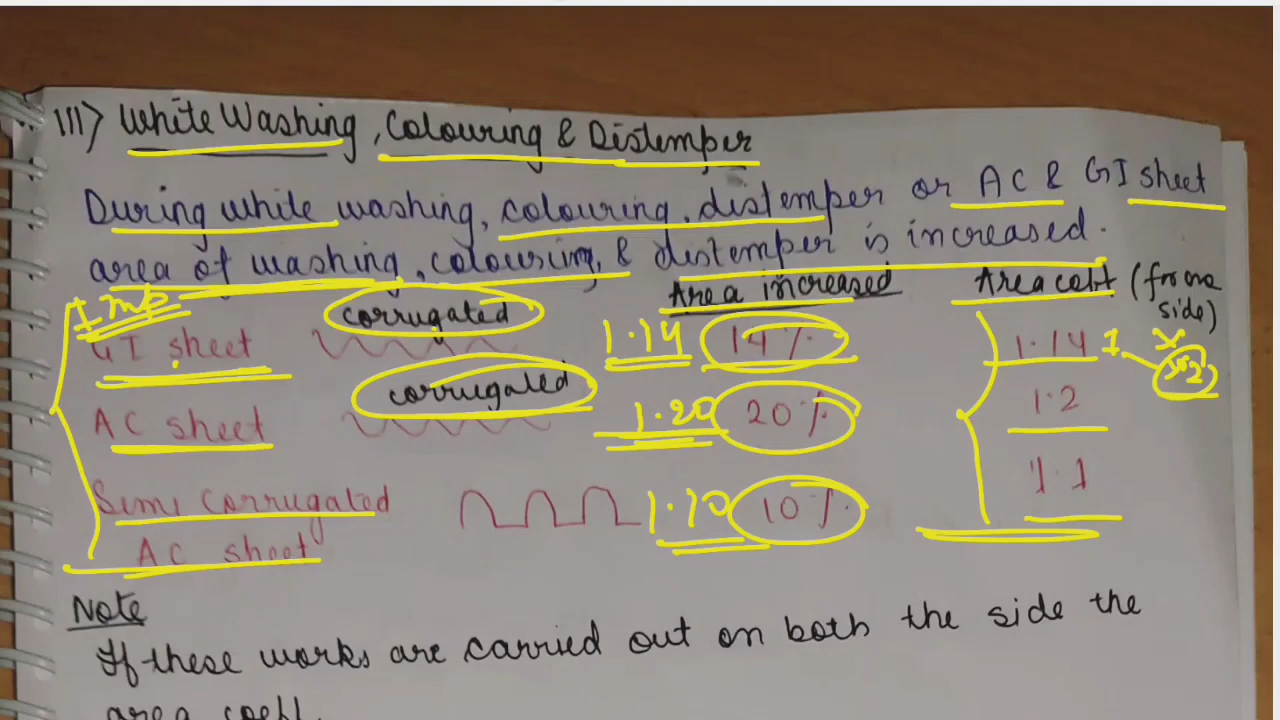 III) White Washing, Colouring & Distemper
During white washing, colouring, distemper or AC & GI sheet
area of washing, colousing, & distemper is increased.
Imp Area increased Area coeff (from one side)
GI sheet corrugated 1.14 14% 1.14
AC sheet corrugated 1.20 20% 1.2
Semi Corrugated 1.10 10% 1.1
AC sheet
Note
If these works are carried out on both the side the
area coeff.